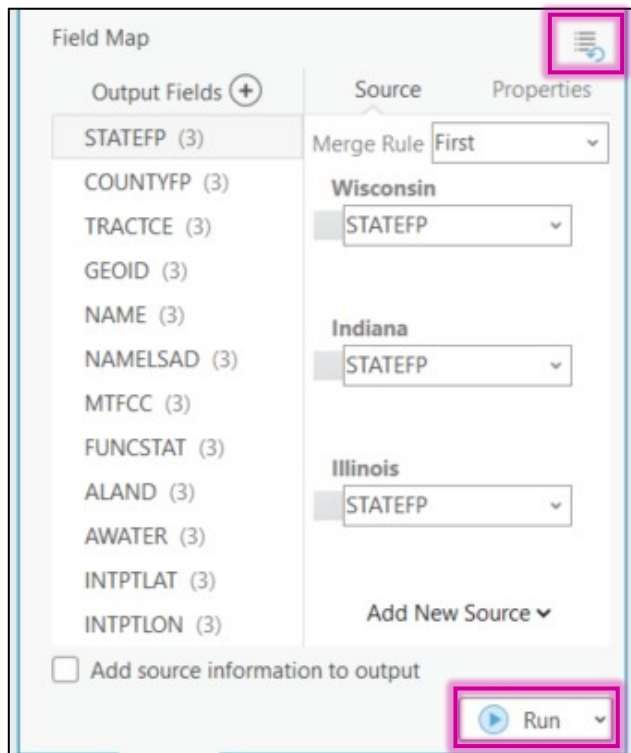 Field Map
Output Fields
Source
Properties
STATEFP (3)
COUNTYFP (3)
TRACTCE (3)
GEOID (3)
NAME (3)
NAMELSAD (3)
MTFCC (3)
FUNCSTAT (3)
ALAND (3)
AWATER (3)
INTPTLAT (3)
INTPTLON (3)
Merge Rule First
Wisconsin
STATEFP
Indiana
STATEFP
Illinois
STATEFP
Add New Source
Add source information to output
Run